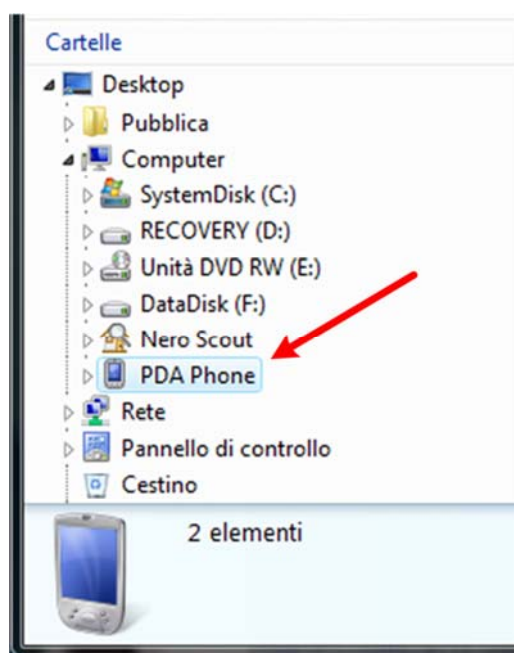 Cartelle
Desktop
Pubblica
Computer
SystemDisk (C:)
RECOVERY (D:)
Unità DVD RW (E:)
DataDisk (F:)
Nero Scout
PDA Phone
Rete
Pannello di controllo
Cestino
2 elementi